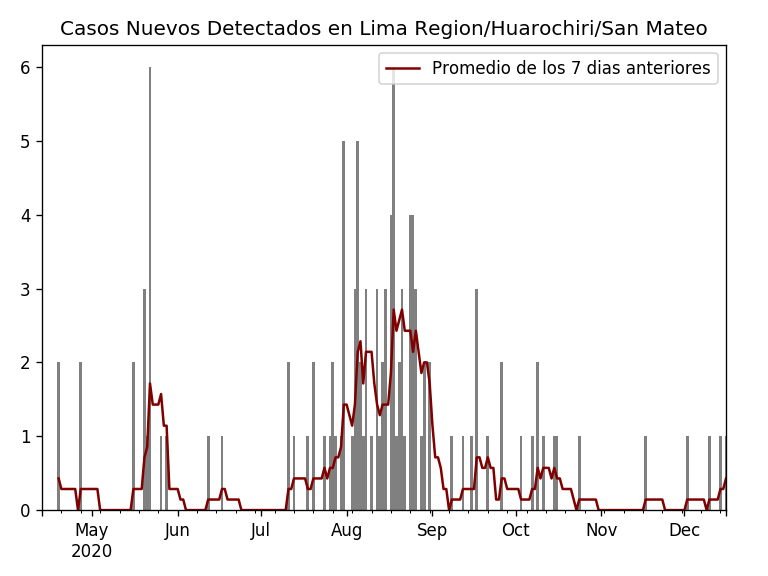 Casos Nuevos Detectados en Lima Region/Huarochiri/San Mateo
Promedio de los 7 dias anteriores
6
5
4
3
2
1
0
May Jun Jul Aug Sep Oct Nov Dec
2020